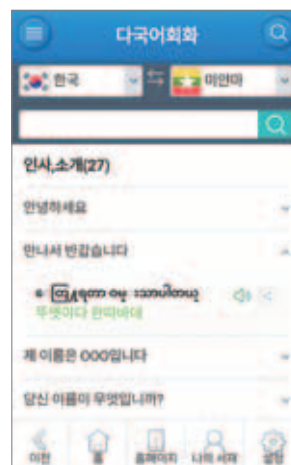 다국어회화
한국
미얀마
인사,소개(27)
안녕하세요
만나서 반갑습니다
뚜엣이다 완따바데
제 이름은 OOO입니다
당신 이름이 무엇입니까?
이전
홈
홈페이지
나의 서재
설정